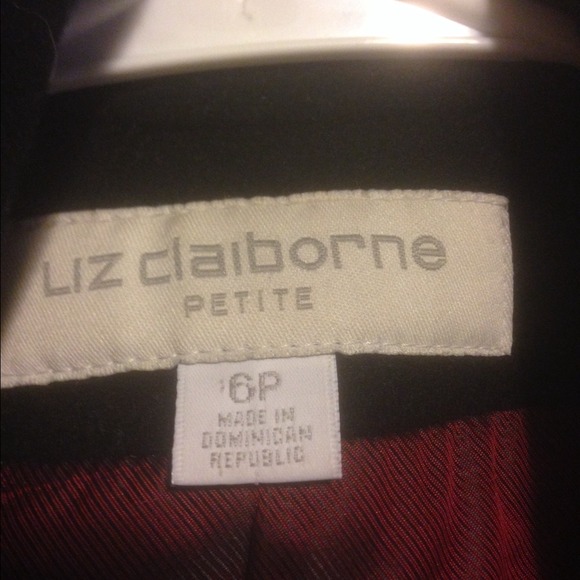 Liz claiborne
PETITE
6P
MADE IN
DOMINICAN
REPUBLIC